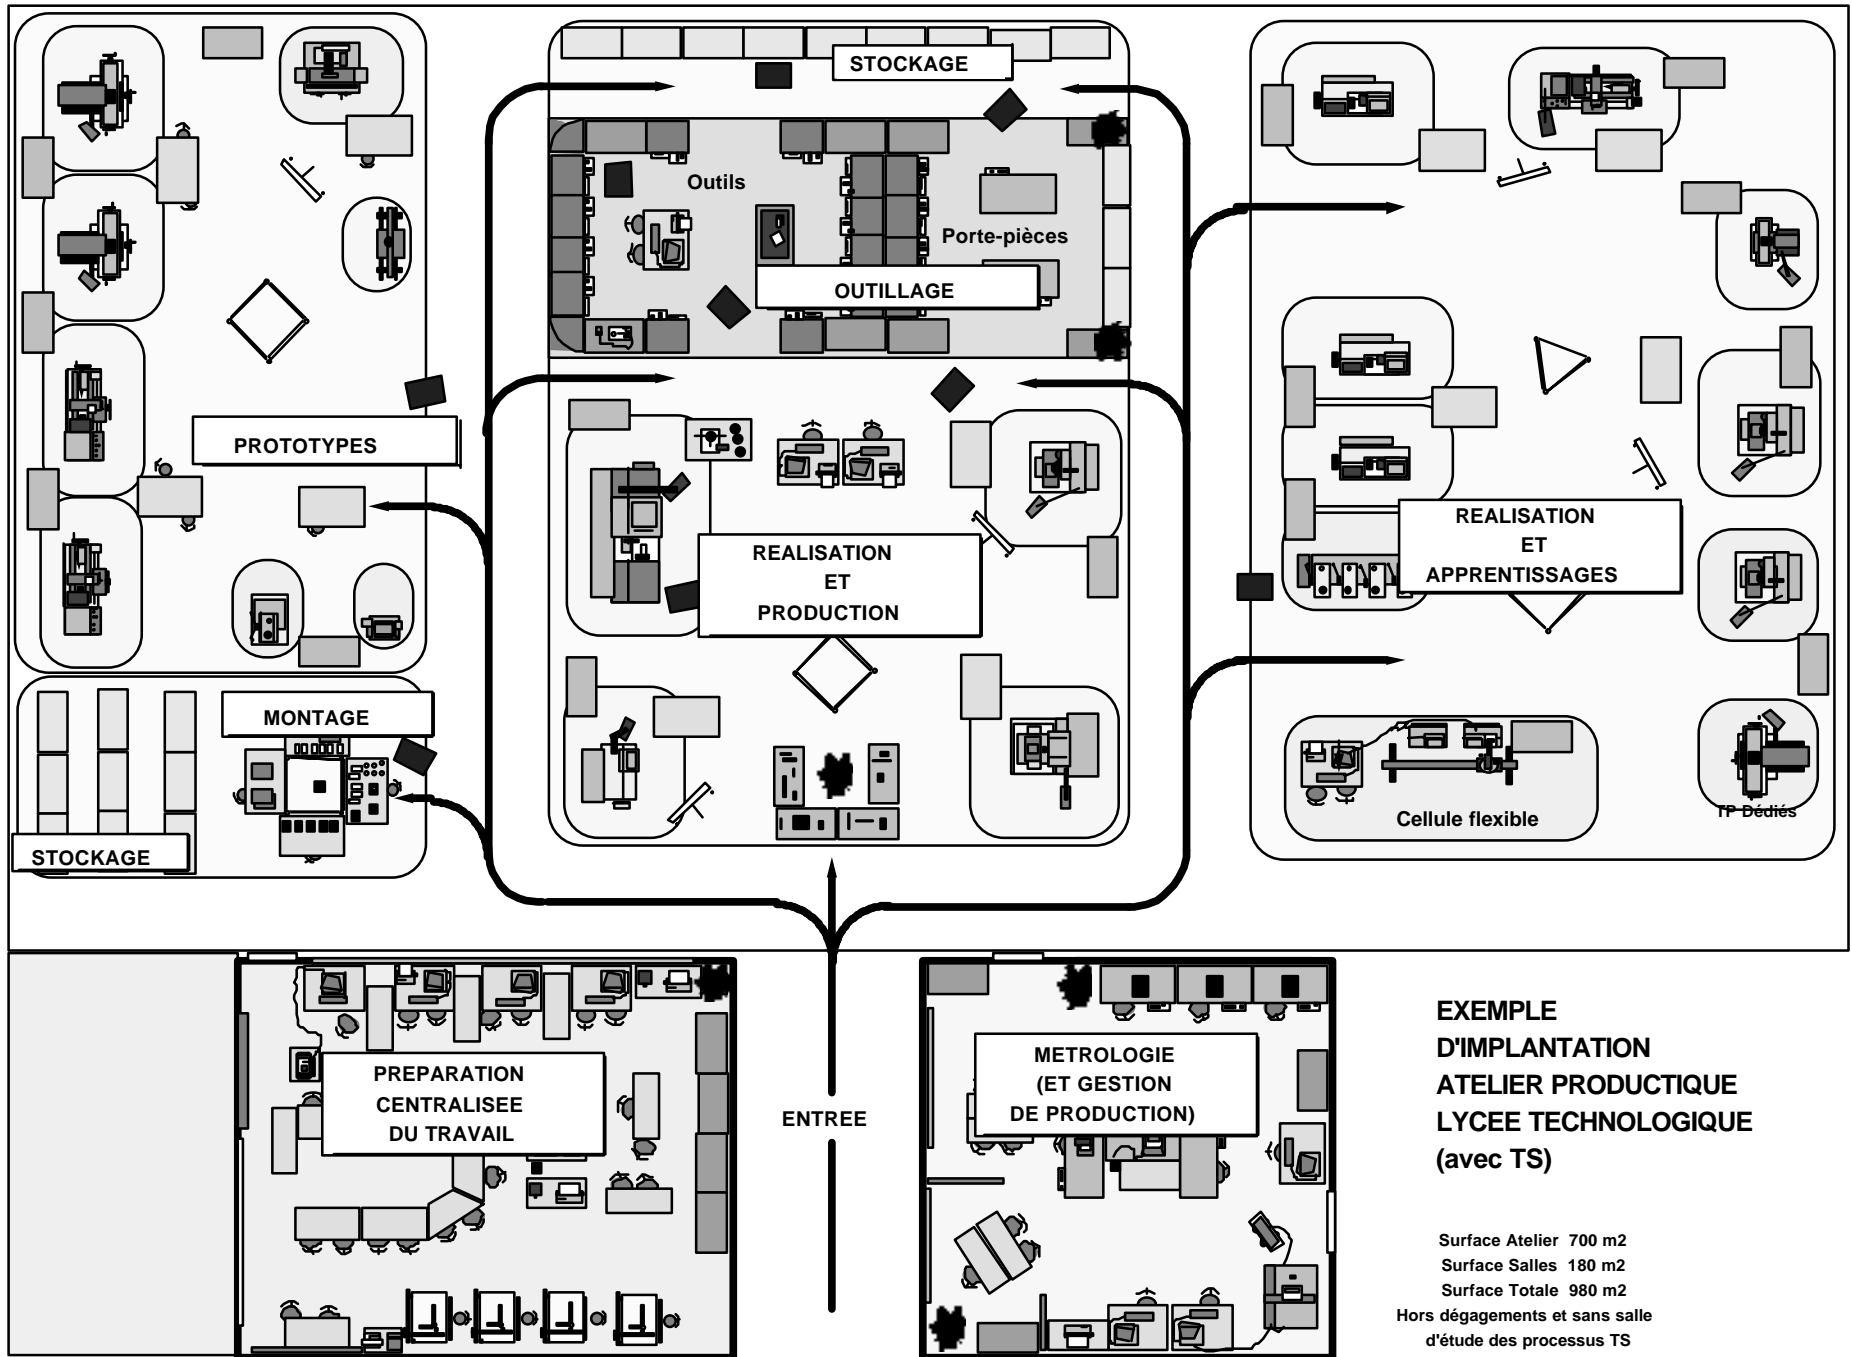 STOCKAGE
Outils
Porte-pièces
OUTILLAGE
PROTOTYPES
REALISATION
ET
PRODUCTION
REALISATION
ET
APPRENTISSAGES
MONTAGE
STOCKAGE
Cellule flexible
TP Dédiés
PREPARATION
CENTRALISEE
DU TRAVAIL
ENTREE
METROLOGIE
(ET GESTION
DE PRODUCTION)
EXEMPLE
D'IMPLANTATION
ATELIER PRODUCTIQUE
LYCEE TECHNOLOGIQUE
(avec TS)
Surface Atelier 700 m2
Surface Salles 180 m2
Surface Totale 980 m2
Hors dégagements et sans salle
d'étude des processus TS